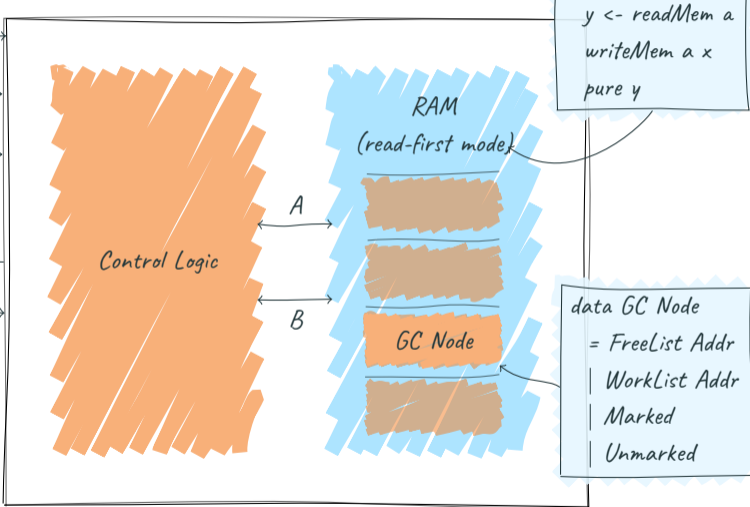 y <- readMem a
writeMem a x
pure y
RAM
(read-first mode)
A
Control Logic
B
GC Node
data GC Node
= FreeList Addr
| WorkList Addr
| Marked
| Unmarked